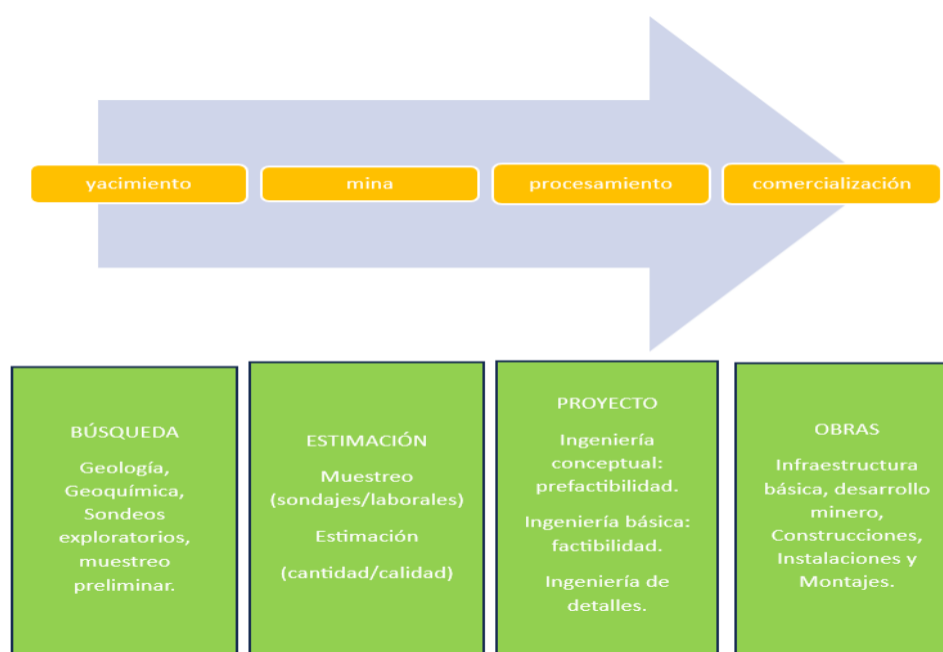 yacimiento
mina
procesamiento
comercialización
BÚSQUEDA
Geología,
Geoquímica,
Sondeos
exploratorios,
muestreo
preliminar.
ESTIMACIÓN
Muestreo
(sondajes/laborales)
Estimación
(cantidad/calidad)
PROYECTO
Ingeniería
conceptual:
prefactibilidad.
Ingeniería básica:
factibilidad.
Ingeniería de
detalles.
OBRAS
Infraestructura
básica, desarrollo
minero,
Construcciones,
Instalaciones y
Montajes.